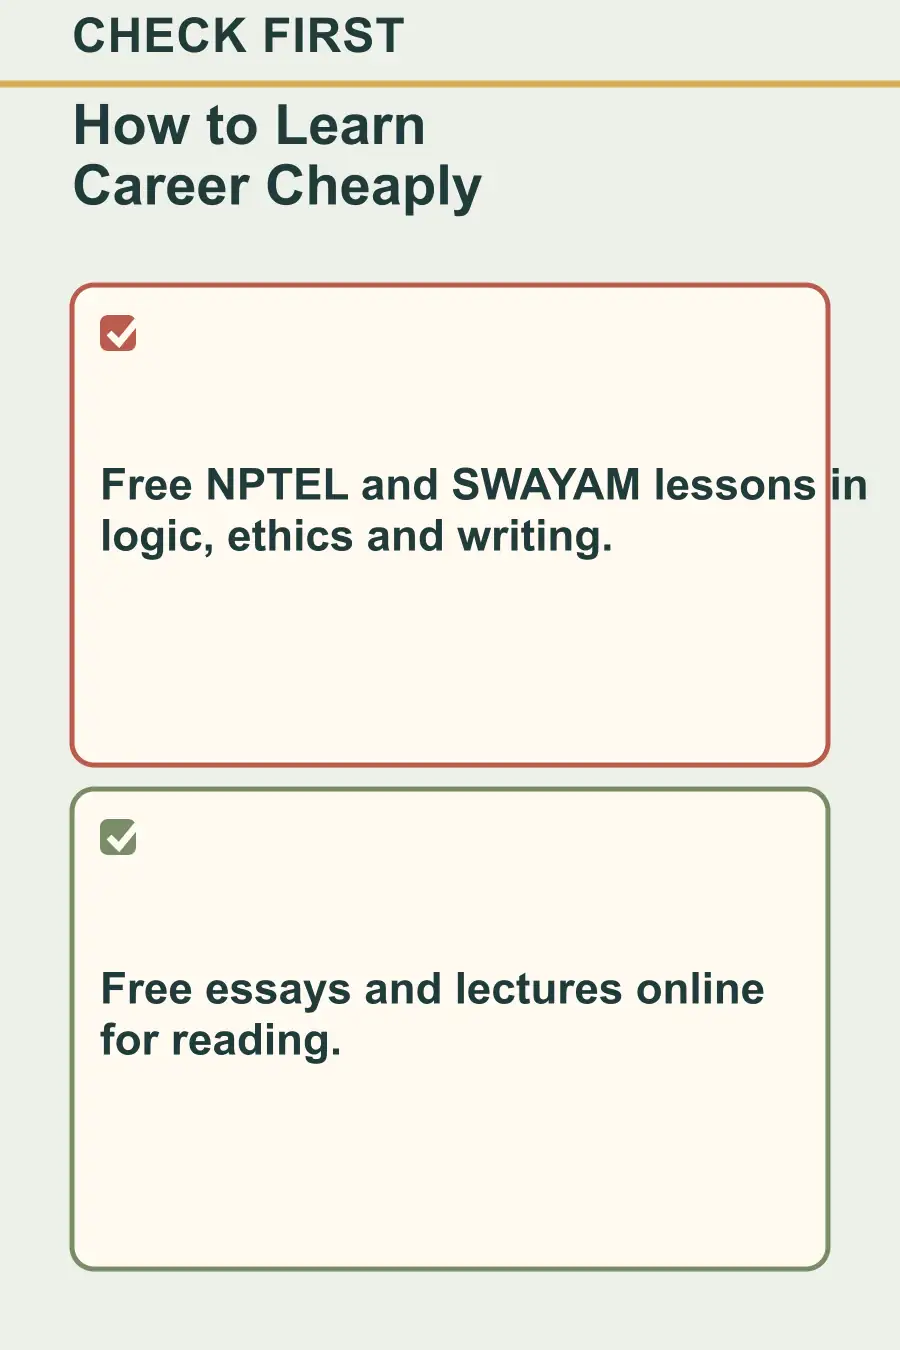 CHECK FIRST
How to Learn
Career Cheaply
Free NPTEL and SWAYAM lessons in
logic, ethics and writing.
Free essays and lectures online
for reading.